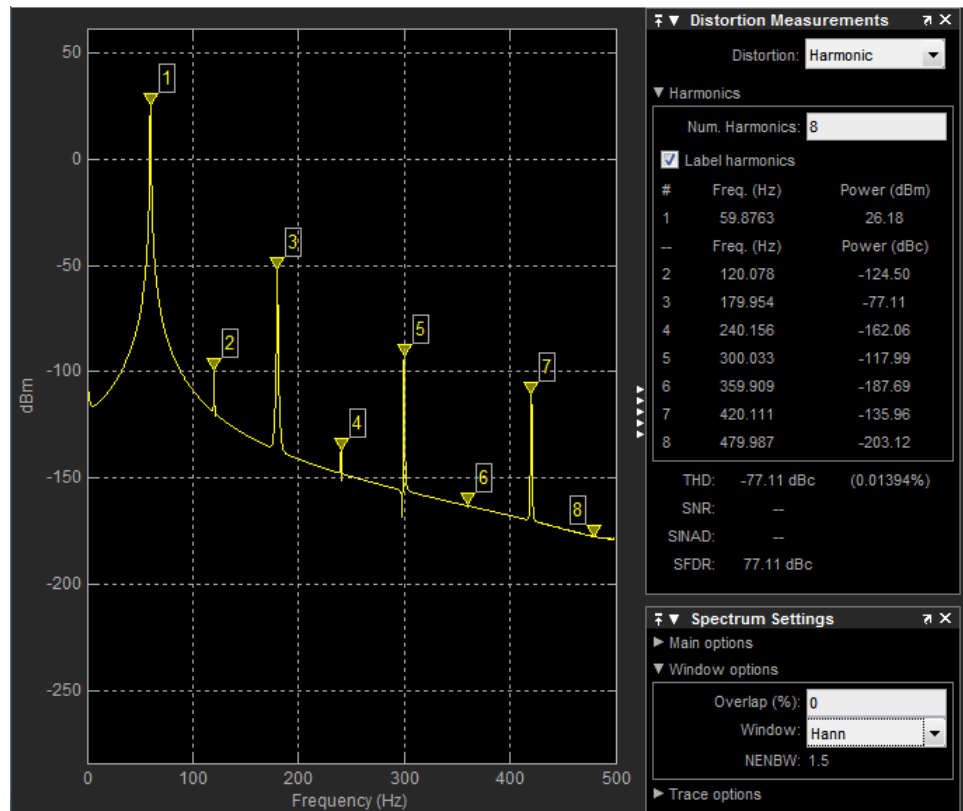 50
0
-50
-100
-150
-200
-250
dBm
0 100 200 300 400 500
Frequency (Hz)
1
2
3
4
5
6
7
8
Distortion Measurements
Distortion: Harmonic
Harmonics
Num. Harmonics: 8
Label harmonics
# Freq. (Hz) Power (dBm)
1 59.8763 26.18
-- Freq. (Hz) Power (dBc)
2 120.078 -124.50
3 179.954 -77.11
4 240.156 -162.06
5 300.033 -117.99
6 359.909 -187.69
7 420.111 -135.96
8 479.987 -203.12
THD: -77.11 dBc (0.01394%)
SNR: --
SINAD: --
SFDR: 77.11 dBc
Spectrum Settings
Main options
Window options
Overlap (%): 0
Window: Hann
NENBW: 1.5
Trace options